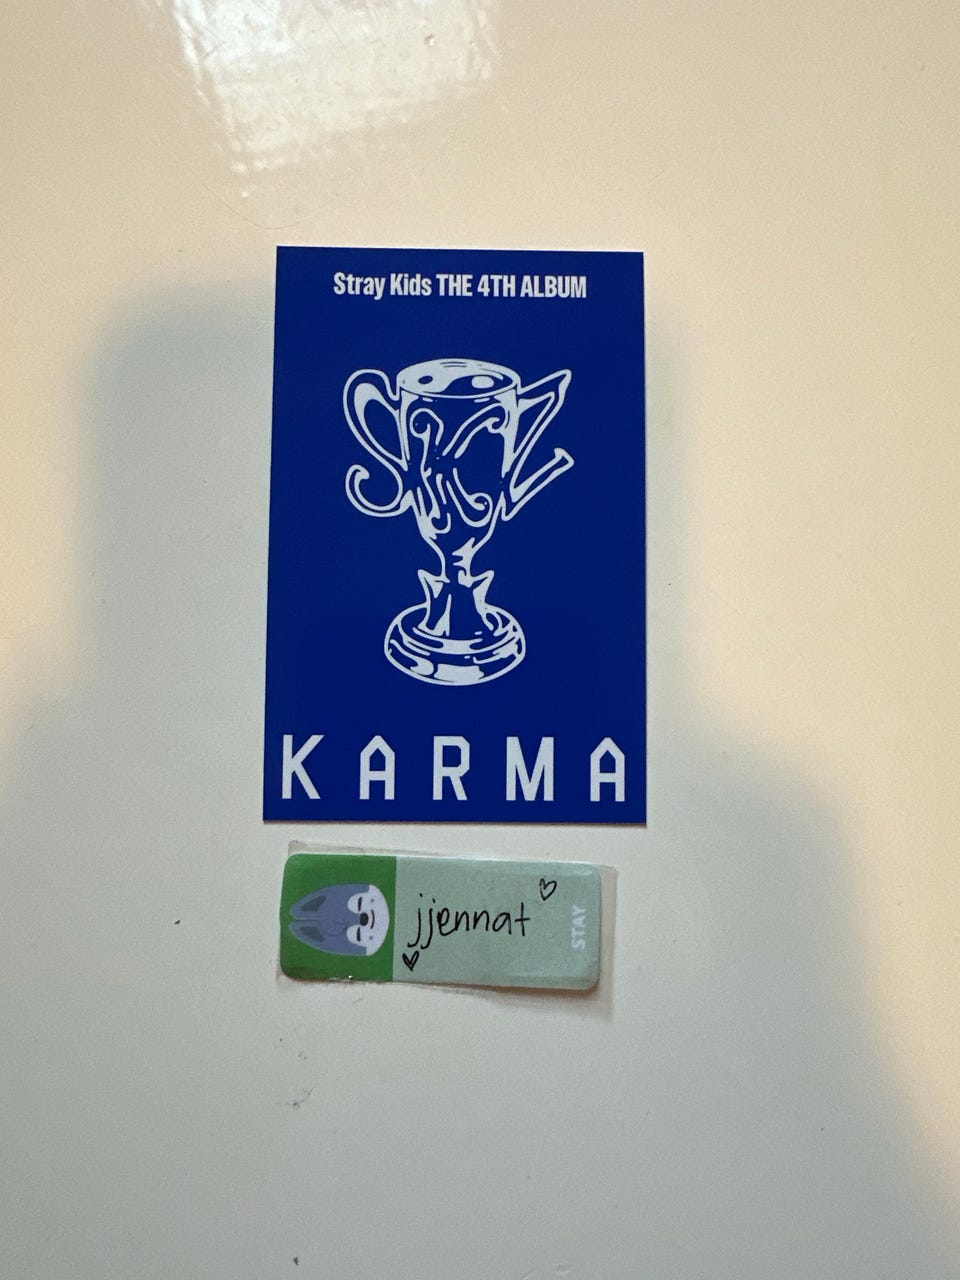 Stray Kids THE 4TH ALBUM
SKZ
KARMA
jjennat
STAY